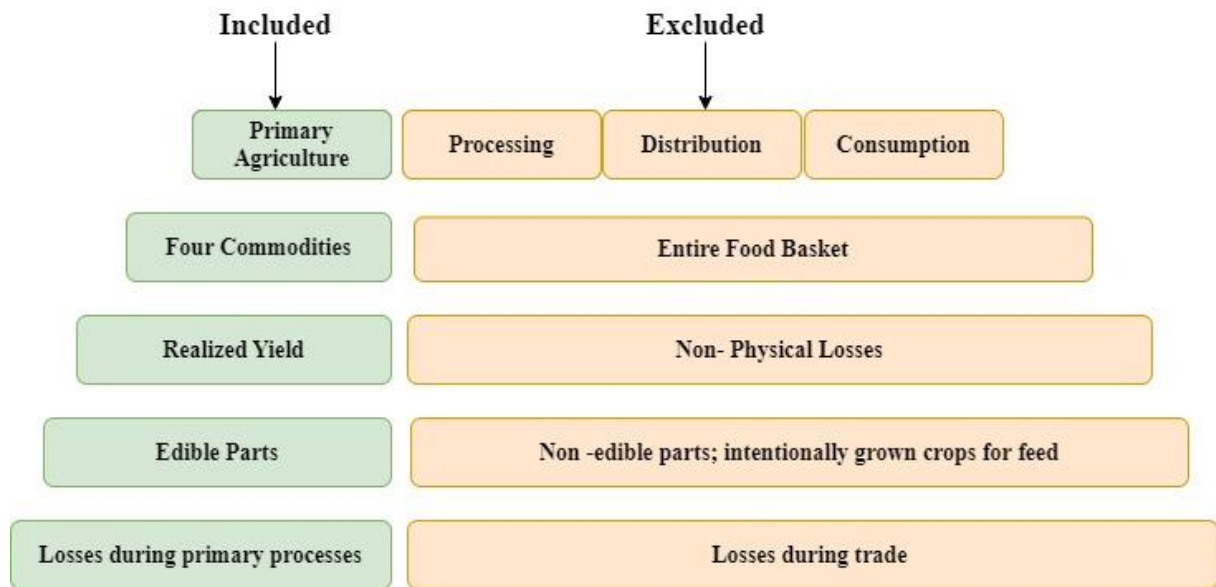 Included
Excluded
Primary
Agriculture
Processing
Distribution
Consumption
Four Commodities
Entire Food Basket
Realized Yield
Non- Physical Losses
Edible Parts
Non -edible parts; intentionally grown crops for feed
Losses during primary processes
Losses during trade